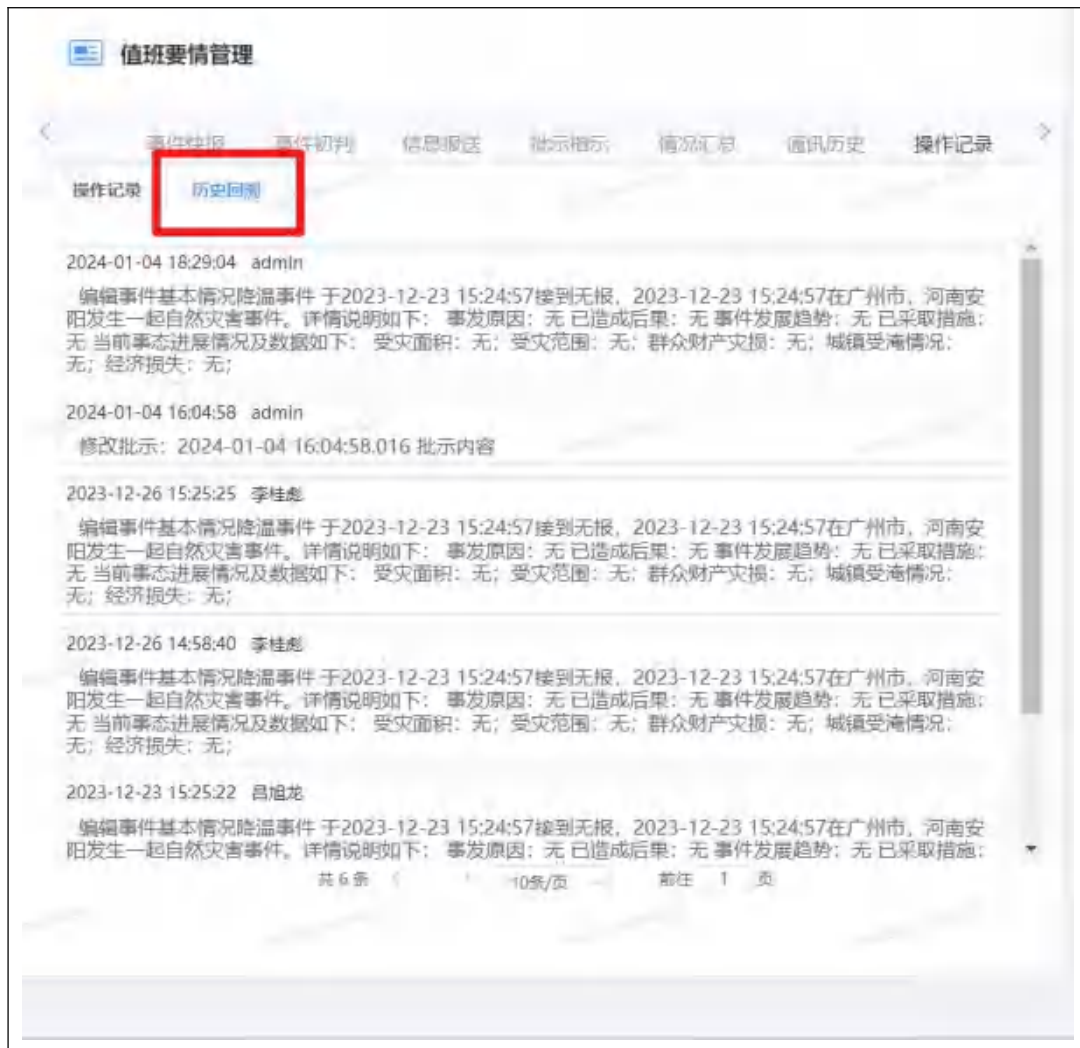 值班要情管理
事件快报 事件初判 信息报送 批示指示 情况汇总 通讯历史 操作记录
操作记录 历史回溯
2024-01-04 18:29:04 admin
编辑事件基本情况降温事件 于2023-12-23 15:24:57接到无报，2023-12-23 15:24:57在广州市，河南安
阳发生一起自然灾害事件。详情说明如下： 事发原因：无 已造成后果：无 事件发展趋势：无 已采取措施：
无 当前事态进展情况及数据如下： 受灾面积：无；受灾范围：无；群众财产灾损：无；城镇受淹情况：
无；经济损失：无；
2024-01-04 16:04:58 admin
修改批示：2024-01-04 16:04:58.016 批示内容
2023-12-26 15:25:25 李桂彪
编辑事件基本情况降温事件 于2023-12-23 15:24:57接到无报，2023-12-23 15:24:57在广州市，河南安
阳发生一起自然灾害事件。详情说明如下： 事发原因：无 已造成后果：无 事件发展趋势：无 已采取措施：
无 当前事态进展情况及数据如下： 受灾面积：无；受灾范围：无；群众财产灾损：无；城镇受淹情况：
无；经济损失：无；
2023-12-26 14:58:40 李桂彪
编辑事件基本情况降温事件 于2023-12-23 15:24:57接到无报，2023-12-23 15:24:57在广州市，河南安
阳发生一起自然灾害事件。详情说明如下： 事发原因：无 已造成后果：无 事件发展趋势：无 已采取措施：
无 当前事态进展情况及数据如下： 受灾面积：无；受灾范围：无；群众财产灾损：无；城镇受淹情况：
无；经济损失：无；
2023-12-23 15:25:22 吕旭龙
编辑事件基本情况降温事件 于2023-12-23 15:24:57接到无报，2023-12-23 15:24:57在广州市，河南安
阳发生一起自然灾害事件。详情说明如下： 事发原因：无 已造成后果：无 事件发展趋势：无 已采取措施：
共 6 条 10条/页 前往 1 页